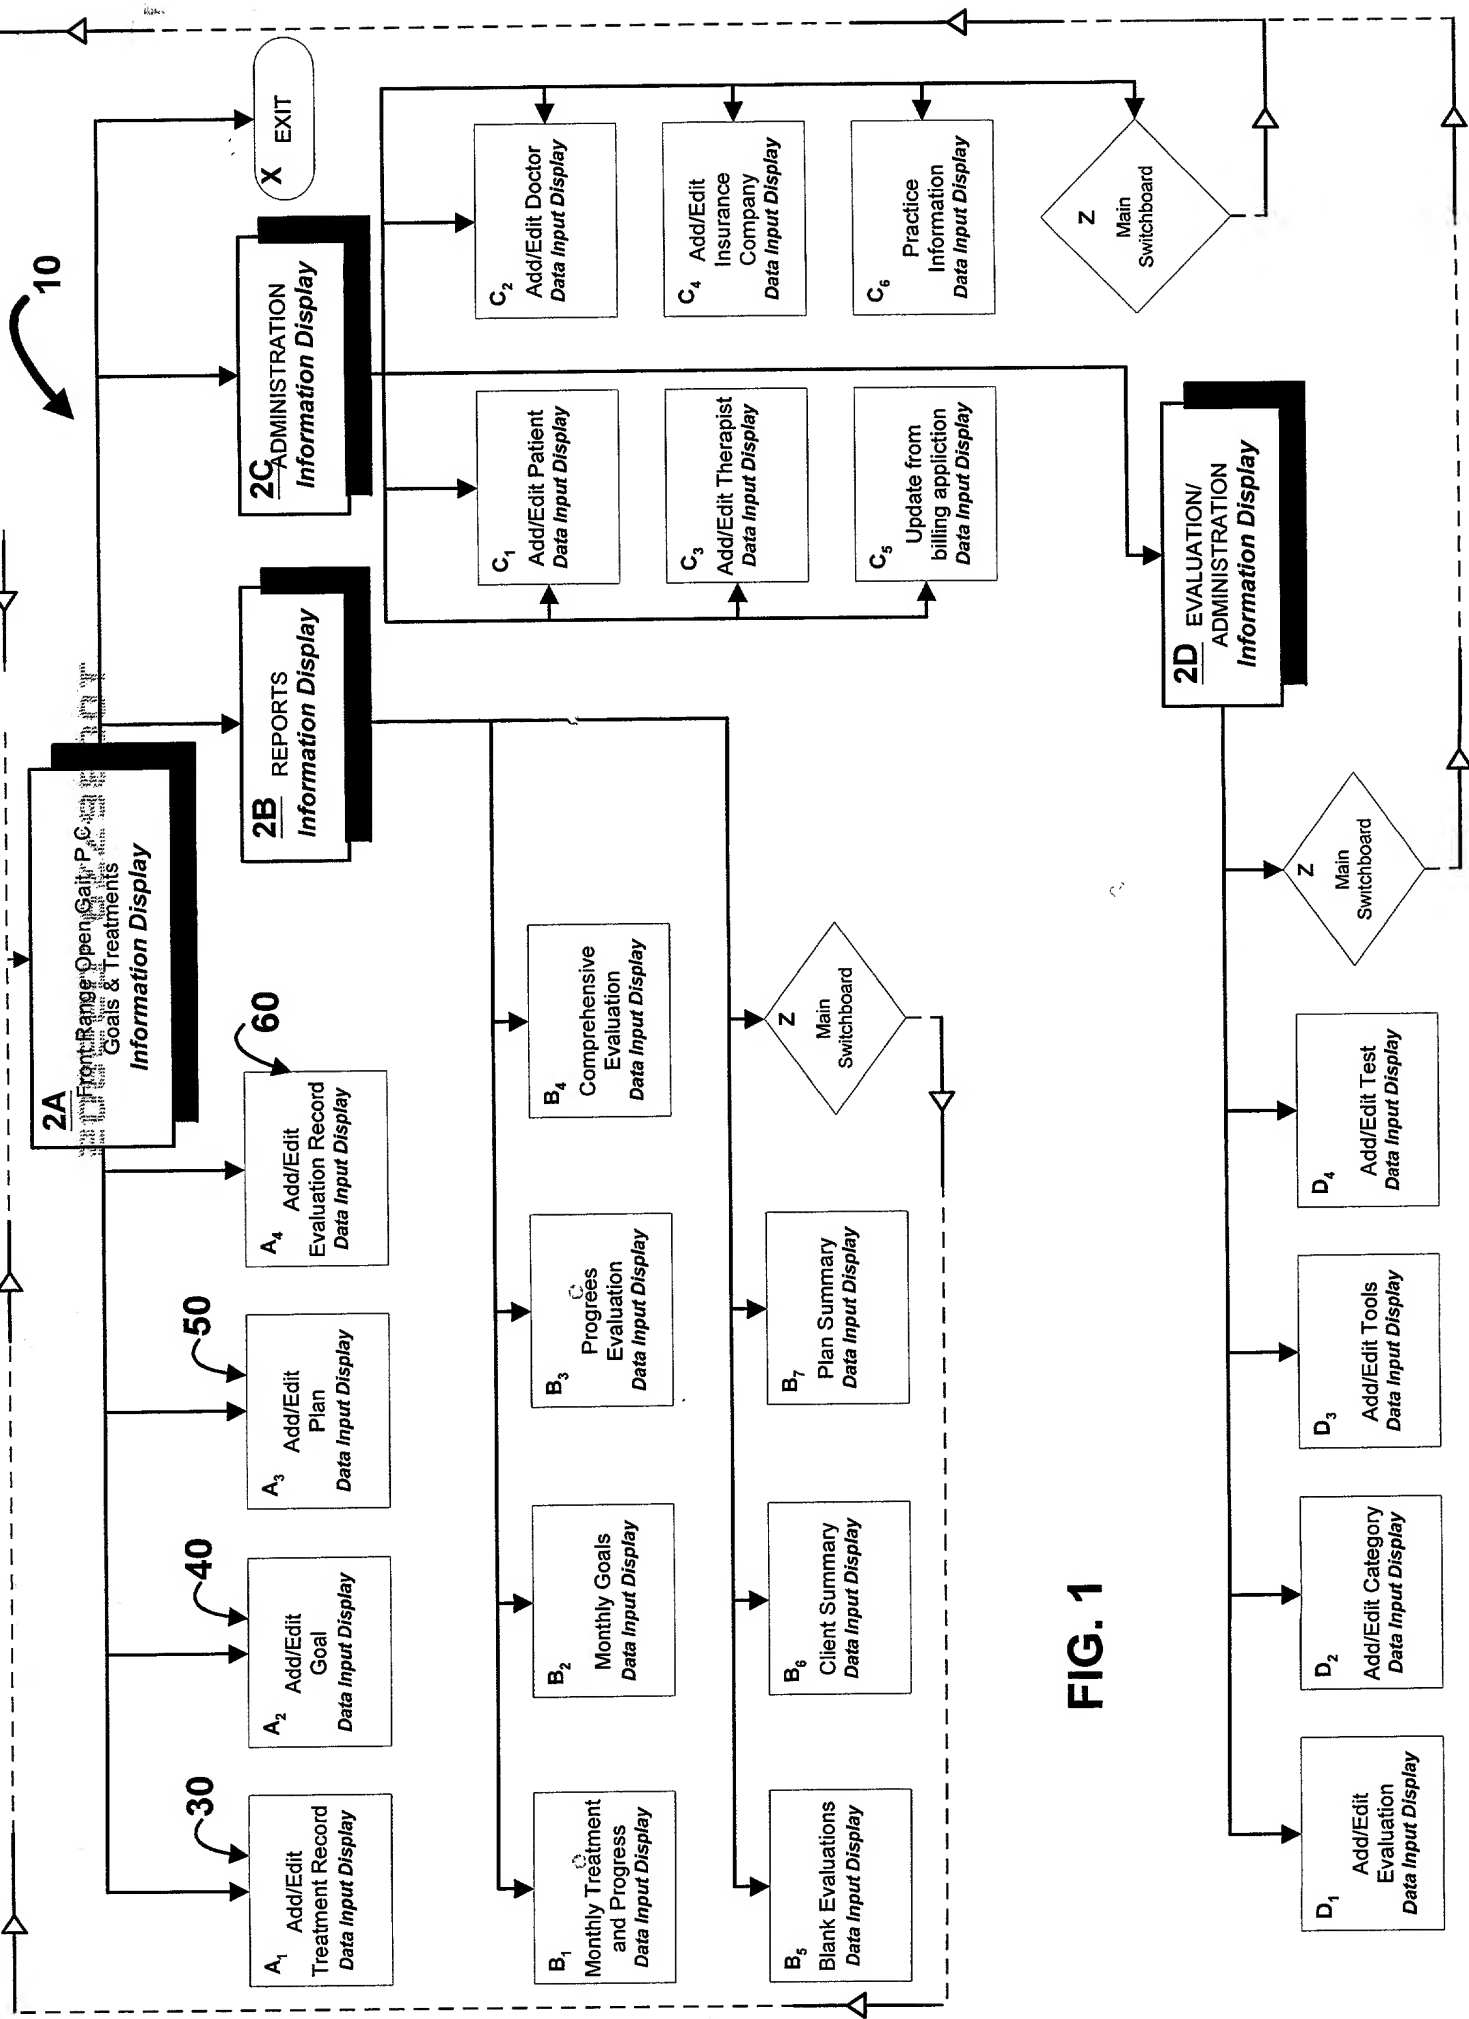 10
2A
Front Range Open Gait P.C.
Goals & Treatments
Information Display
X EXIT
2B REPORTS
Information Display
2C ADMINISTRATION
Information Display
30
A1 Add/Edit
Treatment Record
Data Input Display
40
A2 Add/Edit
Goal
Data Input Display
50
A3 Add/Edit
Plan
Data Input Display
60
A4 Add/Edit
Evaluation Record
Data Input Display
B1
Monthly Treatment
and Progress
Data Input Display
B2
Monthly Goals
Data Input Display
B3
Progrees
Evaluation
Data Input Display
B4
Comprehensive
Evaluation
Data Input Display
B5
Blank Evaluations
Data Input Display
B6
Client Summary
Data Input Display
B7
Plan Summary
Data Input Display
Z
Main
Switchboard
C1
Add/Edit Patient
Data Input Display
C2
Add/Edit Doctor
Data Input Display
C3
Add/Edit Therapist
Data Input Display
C4 Add/Edit
Insurance
Company
Data Input Display
C5
Update from
billing appliction
Data Input Display
C6
Practice
Information
Data Input Display
Z
Main
Switchboard
2D EVALUATION/
ADMINISTRATION
Information Display
D1
Add/Edit
Evaluation
Data Input Display
D2
Add/Edit Category
Data Input Display
D3
Add/Edit Tools
Data Input Display
D4
Add/Edit Test
Data Input Display
Z
Main
Switchboard
FIG. 1